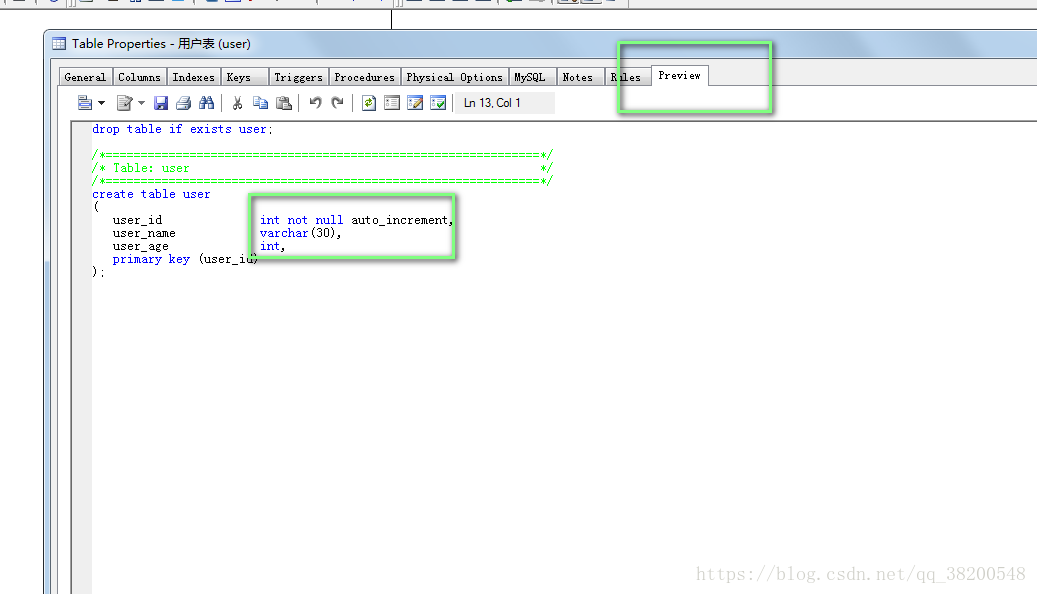 Table Properties - 用户表 (user)
General Columns Indexes Keys Triggers Procedures Physical Options MySQL Notes Rules Preview
Ln 13, Col 1
drop table if exists user;
/*==============================================================*/
/* Table: user                                                  */
/*==============================================================*/
create table user
(
   user_id              int not null auto_increment,
   user_name            varchar(30),
   user_age             int,
   primary key (user_id)
);
https://blog.csdn.net/qq_38200548